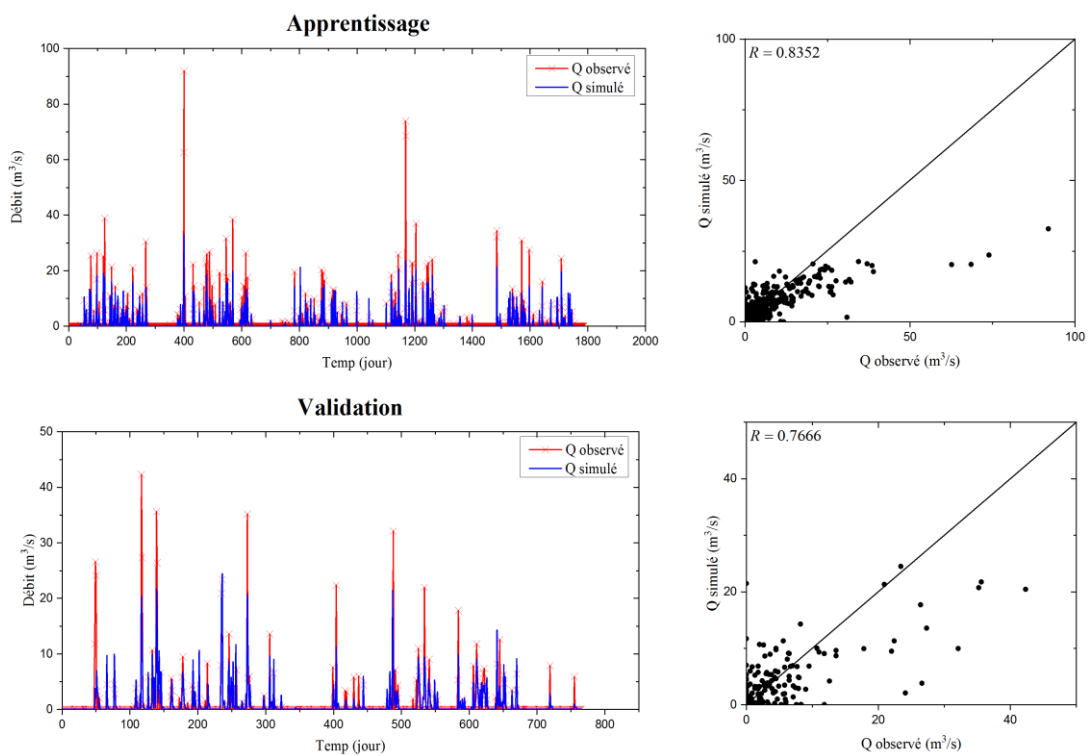 Apprentissage
Q observé
Q simulé
Débit (m³/s)
100
80
60
40
20
0
0
200
400
600
800
1000
1200
1400
1600
1800
2000
Temp (jour)
R = 0.8352
Q simulé (m³/s)
100
50
0
0
50
100
Q observé (m³/s)
Validation
Q observé
Q simulé
Débit (m³/s)
50
40
30
20
10
0
0
100
200
300
400
500
600
700
800
Temp (jour)
R = 0.7666
Q simulé (m³/s)
40
20
0
0
20
40
Q observé (m³/s)